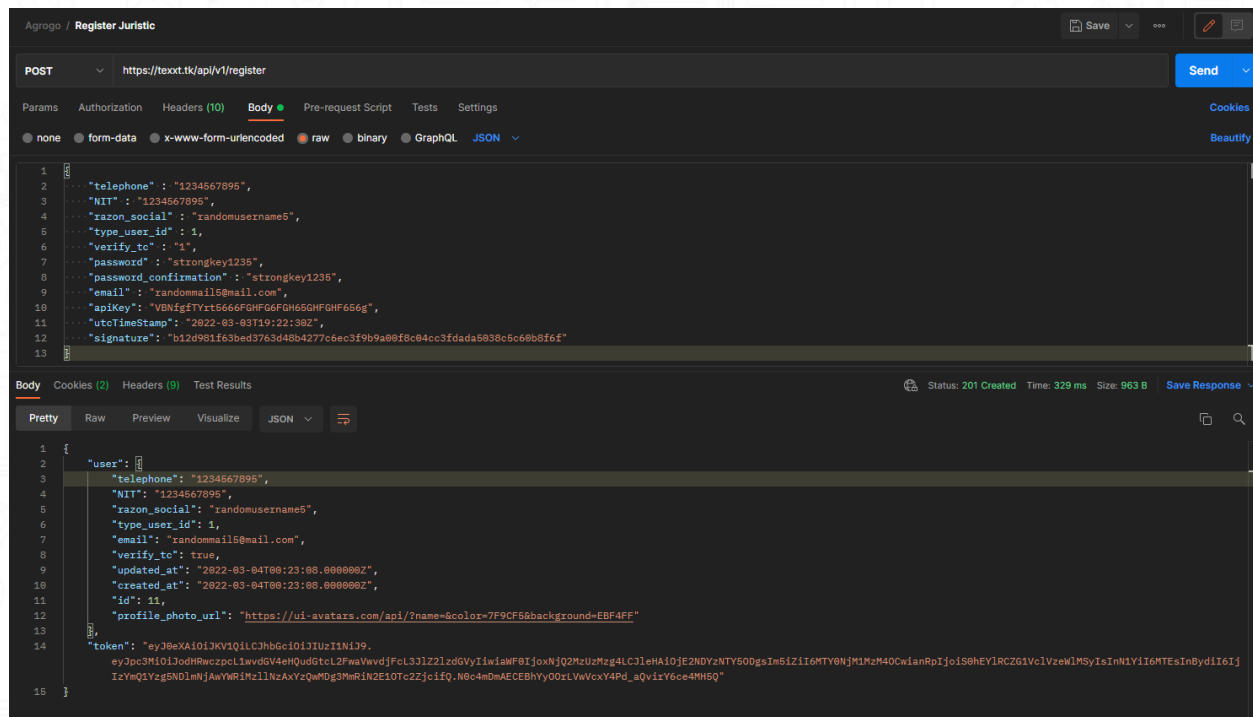 Agrogo / Register Juristic
Save
POST https://texxt.tk/api/v1/register Send
Params Authorization Headers (10) Body Pre-request Script Tests Settings Cookies
none form-data x-www-form-urlencoded raw binary GraphQL JSON Beautify
1 {
2 "telephone" : "1234567895",
3 "NIT" : "1234567895",
4 "razon_social" : "randomusername5",
5 "type_user_id" : 1,
6 "verify_tc" : "1",
7 "password" : "strongkey1235",
8 "password_confirmation" : "strongkey1235",
9 "email" : "randommail5@mail.com",
10 "apiKey": "VBNfgfTYrt5666FGHFG6FGH65GHFGHF656g",
11 "utcTimeStamp": "2022-03-03T19:22:30Z",
12 "signature": "b12d981f63bed3763d48b4277c6ec3f9b9a00f8c04cc3fdada5038c5c60b8f6f"
13 }
Body Cookies (2) Headers (9) Test Results Status: 201 Created Time: 329 ms Size: 963 B Save Response
Pretty Raw Preview Visualize JSON
1 {
2 "user": {
3 "telephone": "1234567895",
4 "NIT": "1234567895",
5 "razon_social": "randomusername5",
6 "type_user_id": 1,
7 "email": "randommail5@mail.com",
8 "verify_tc": true,
9 "updated_at": "2022-03-04T00:23:08.000000Z",
10 "created_at": "2022-03-04T00:23:08.000000Z",
11 "id": 11,
12 "profile_photo_url": "https://ui-avatars.com/api/?name=&color=7F9CF5&background=EBF4FF"
13 },
14 "token": "eyJ0eXAiOiJKV1QiLCJhbGciOiJIUzI1NiJ9.
15 }